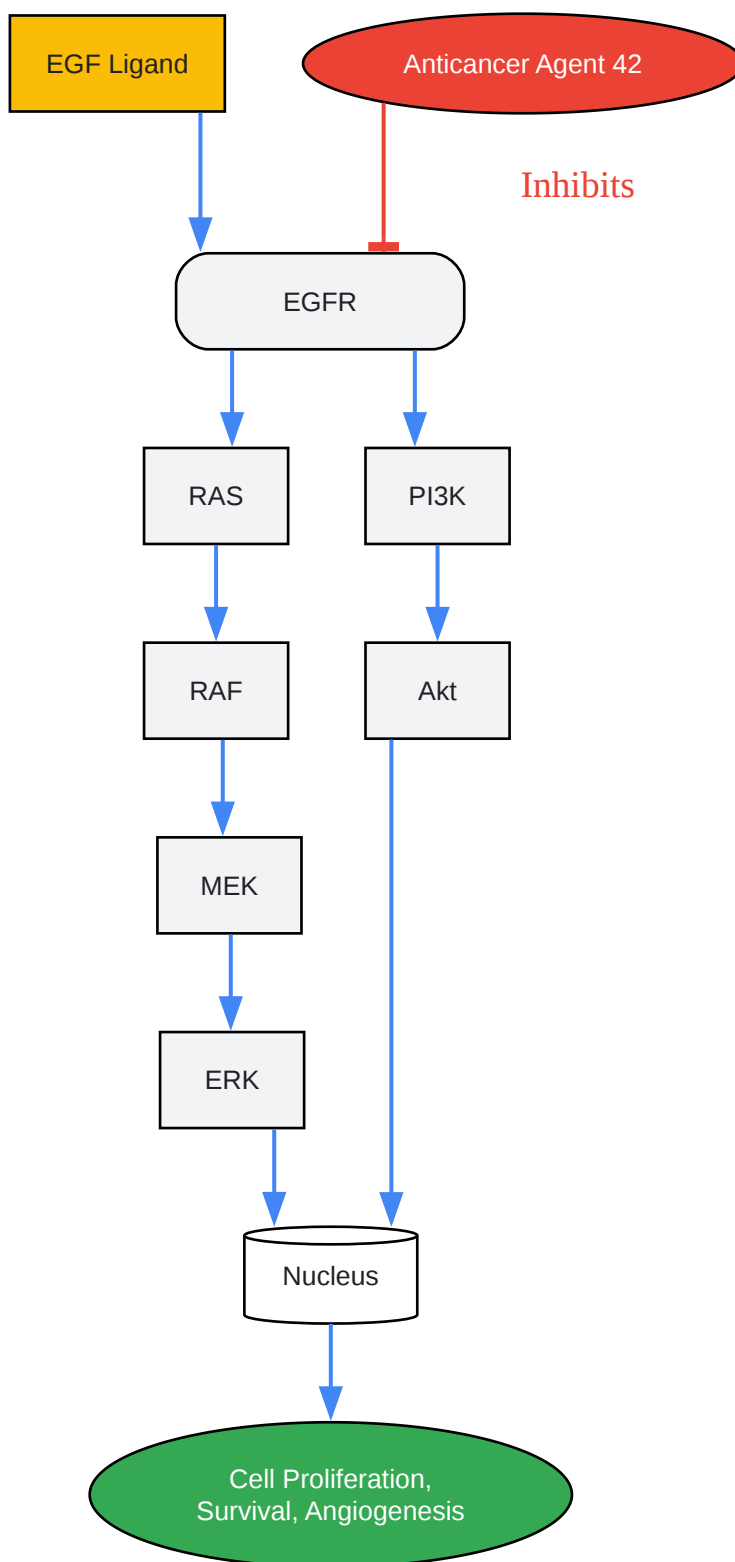 EGF Ligand
Anticancer Agent 42
Inhibits
EGFR
RAS
PI3K
RAF
Akt
MEK
ERK
Nucleus
Cell Proliferation,
Survival, Angiogenesis